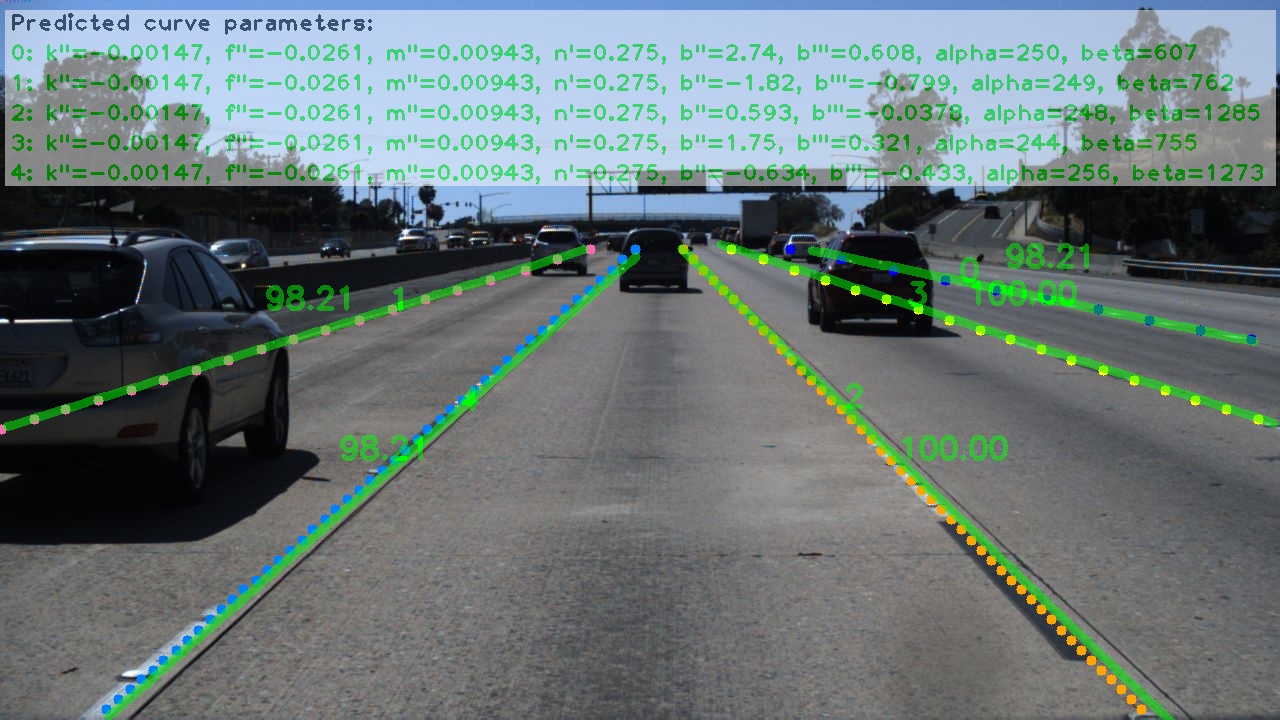 Predicted curve parameters:
0: k''=-0.00147, f''=-0.0261, m''=0.00943, n'=0.275, b''=2.74, b'''=0.608, alpha=250, beta=607
1: k''=-0.00147, f''=-0.0261, m''=0.00943, n'=0.275, b''=-1.82, b'''=-0.799, alpha=249, beta=762
2: k''=-0.00147, f''=-0.0261, m''=0.00943, n'=0.275, b''=0.593, b'''=-0.0378, alpha=248, beta=1285
3: k''=-0.00147, f''=-0.0261, m''=0.00943, n'=0.275, b''=1.75, b'''=0.321, alpha=244, beta=755
4: k''=-0.00147, f''=-0.0261, m''=0.00943, n'=0.275, b''=-0.634, b'''=-0.433, alpha=256, beta=1273
98.21
0
98.21 1
3 100.00
2
4
98.21
100.00